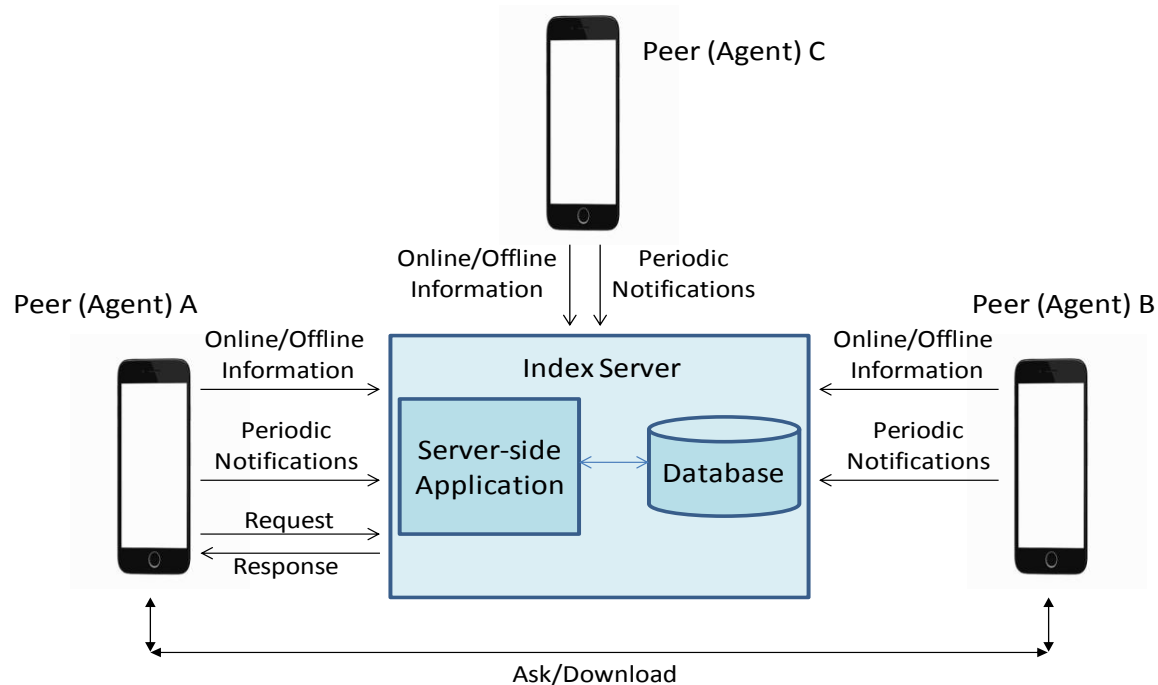 Peer (Agent) C
Online/Offline
Information
Periodic
Notifications
Peer (Agent) A
Peer (Agent) B
Online/Offline
Information
Periodic
Notifications
Request
Response
Index Server
Server-side
Application
Database
Online/Offline
Information
Periodic
Notifications
Ask/Download